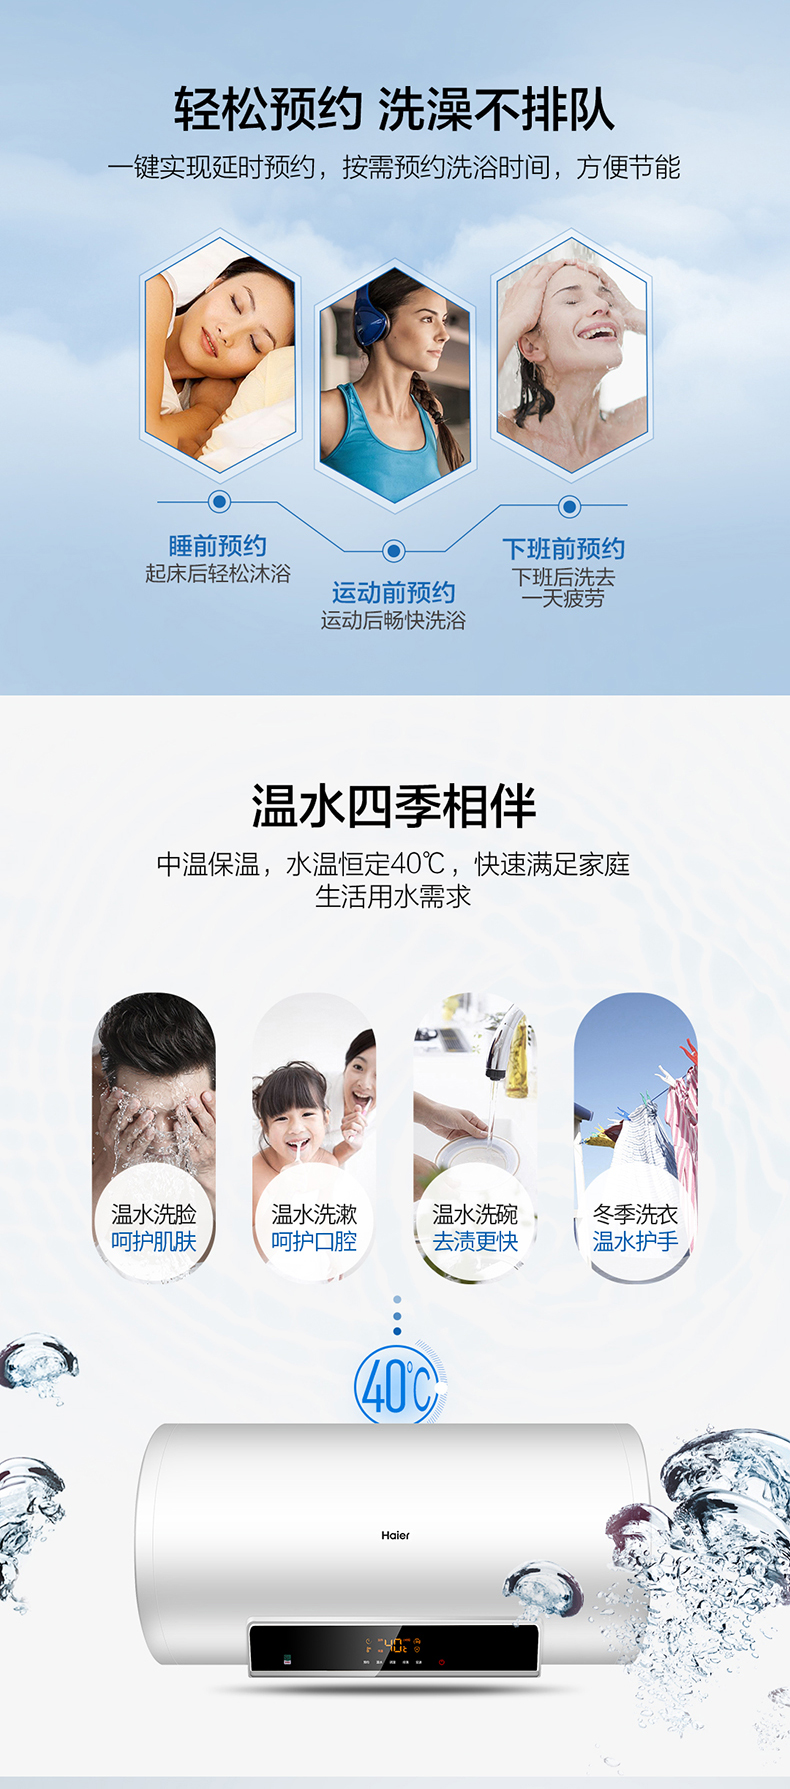 轻松预约 洗澡不排队
一键实现延时预约，按需预约洗浴时间，方便节能
睡前预约
起床后轻松沐浴
运动前预约
运动后畅快洗浴
下班前预约
下班后洗去
一天疲劳
温水四季相伴
中温保温，水温恒定40℃，快速满足家庭
生活用水需求
温水洗脸
呵护肌肤
温水洗漱
呵护口腔
温水洗碗
去渍更快
冬季洗衣
温水护手
40℃
Haier
40℃